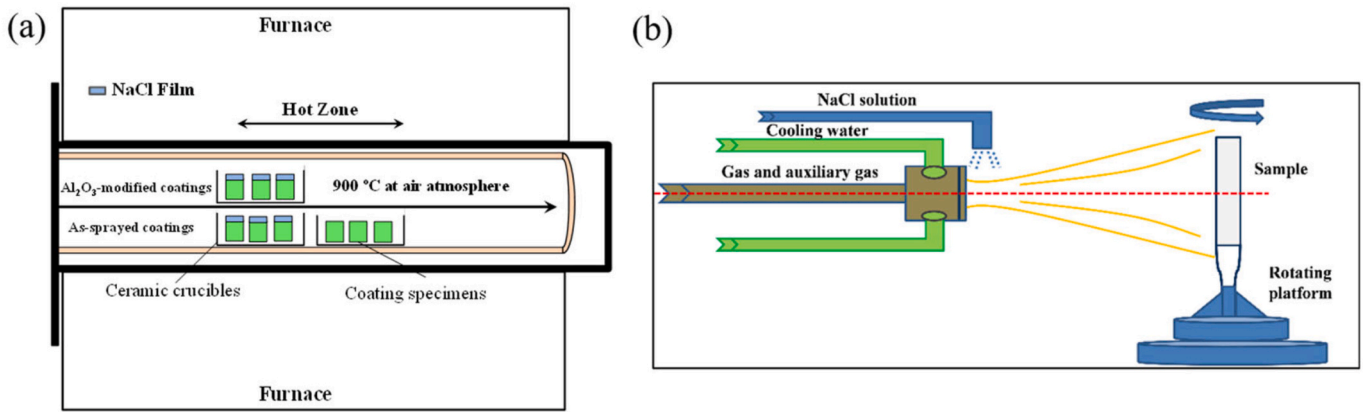 (a)
Furnace
NaCl Film
Hot Zone
Al₂O₃-modified coatings
900 °C at air atmosphere
As-sprayed coatings
Ceramic crucibles
Coating specimens
Furnace
(b)
NaCl solution
Cooling water
Gas and auxiliary gas
Sample
Rotating
platform